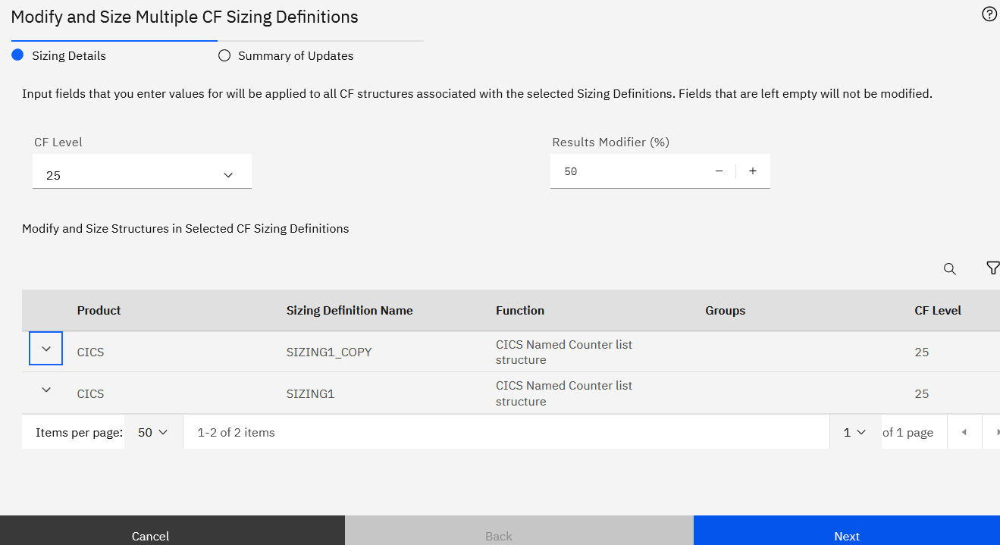 Modify and Size Multiple CF Sizing Definitions
Sizing Details
Summary of Updates
Input fields that you enter values for will be applied to all CF structures associated with the selected Sizing Definitions. Fields that are left empty will not be modified.
CF Level
Results Modifier (%)
25
50
Modify and Size Structures in Selected CF Sizing Definitions
Product Sizing Definition Name Function Groups CF Level
CICS SIZING1_COPY CICS Named Counter list structure 25
CICS SIZING1 CICS Named Counter list structure 25
Items per page: 50 1-2 of 2 items 1 of 1 page
Cancel Back Next